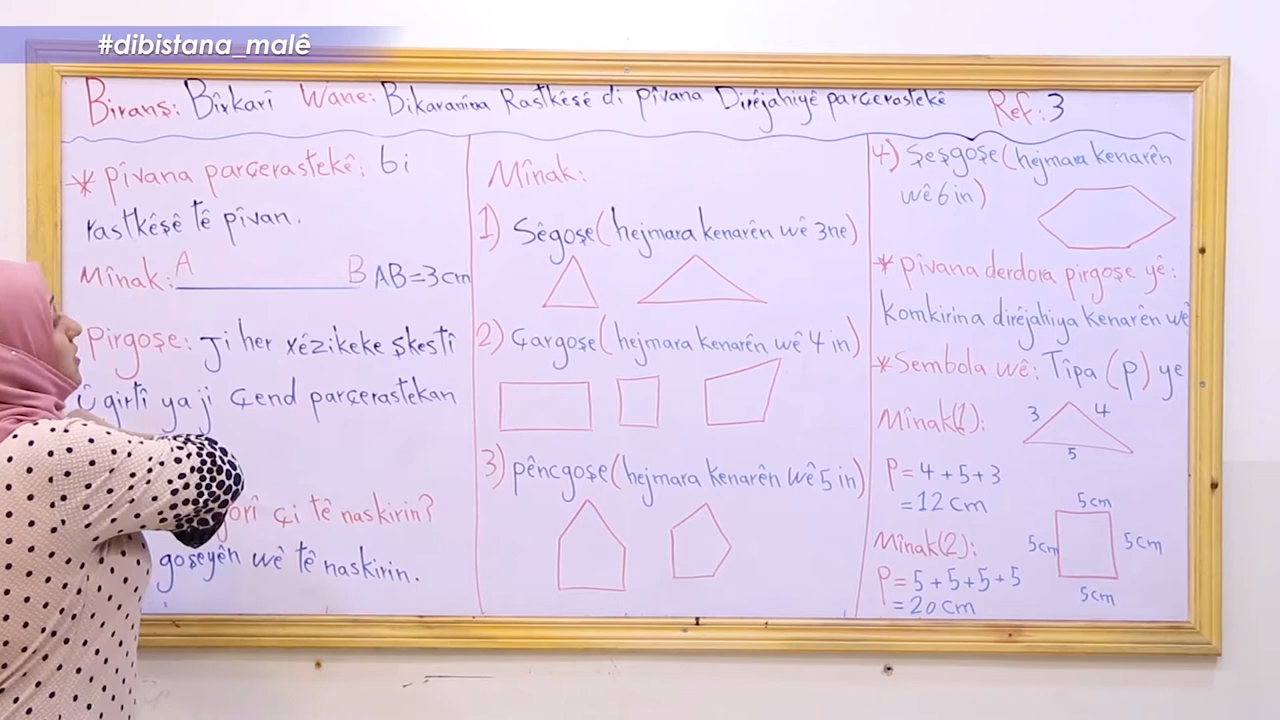 #dibistana_malê
Biranş: Bîrkarî Wane: Bikaranîna Rastkêşê di Pîvana Dirêjahiyê parçerastekê Ref: 3
* Pîvana parçerastekê: bi
rastkêşê tê pîvan.
Mînak: A B AB=3cm
Pirgoşe: Ji her xêzikeke şkestî
û girtî ya ji çend parçerastekan
çi tê naskirin?
goşeyên wê tê naskirin.
Mînak:
1) Sêgoşe (hejmara kenarên wê 3ne)
2) Çargoşe (hejmara kenarên wê 4 in)
3) pêncgoşe (hejmara kenarên wê 5 in)
4) Şeşgoşe (hejmara kenarên
wê 6 in)
* Pîvana derdora pirgoşe yê:
komkirina dirêjahiya kenarên wê
* Sembola wê: Tîpa (p) ye
Mînak(1):
3 4
5
P = 4 + 5 + 3
= 12 cm
Mînak(2):
5cm
5cm 5cm
5cm
P = 5 + 5 + 5 + 5
= 20 cm